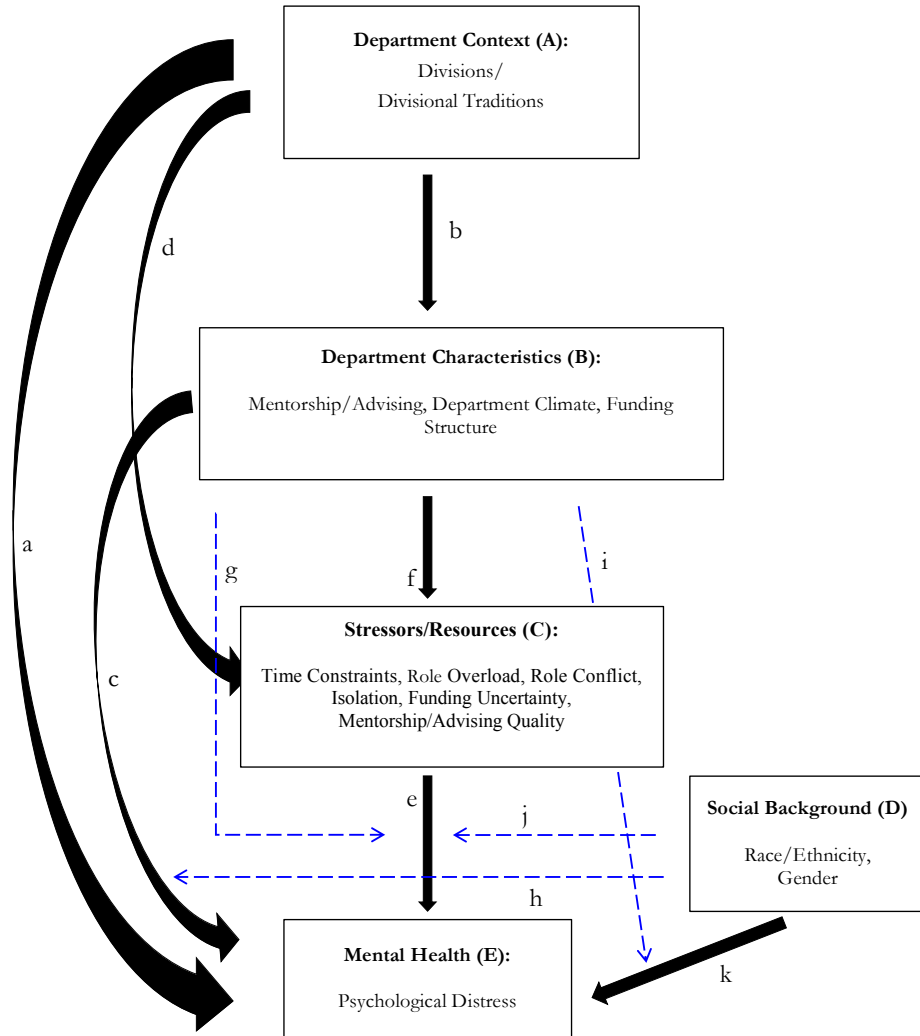 Department Context (A):
Divisions/
Divisional Traditions
b
d
Department Characteristics (B):
Mentorship/Advising, Department Climate, Funding
Structure
a
g
f
i
c
Stressors/Resources (C):
Time Constraints, Role Overload, Role Conflict,
Isolation, Funding Uncertainty,
Mentorship/Advising Quality
e
j
Social Background (D)
Race/Ethnicity,
Gender
h
k
Mental Health (E):
Psychological Distress